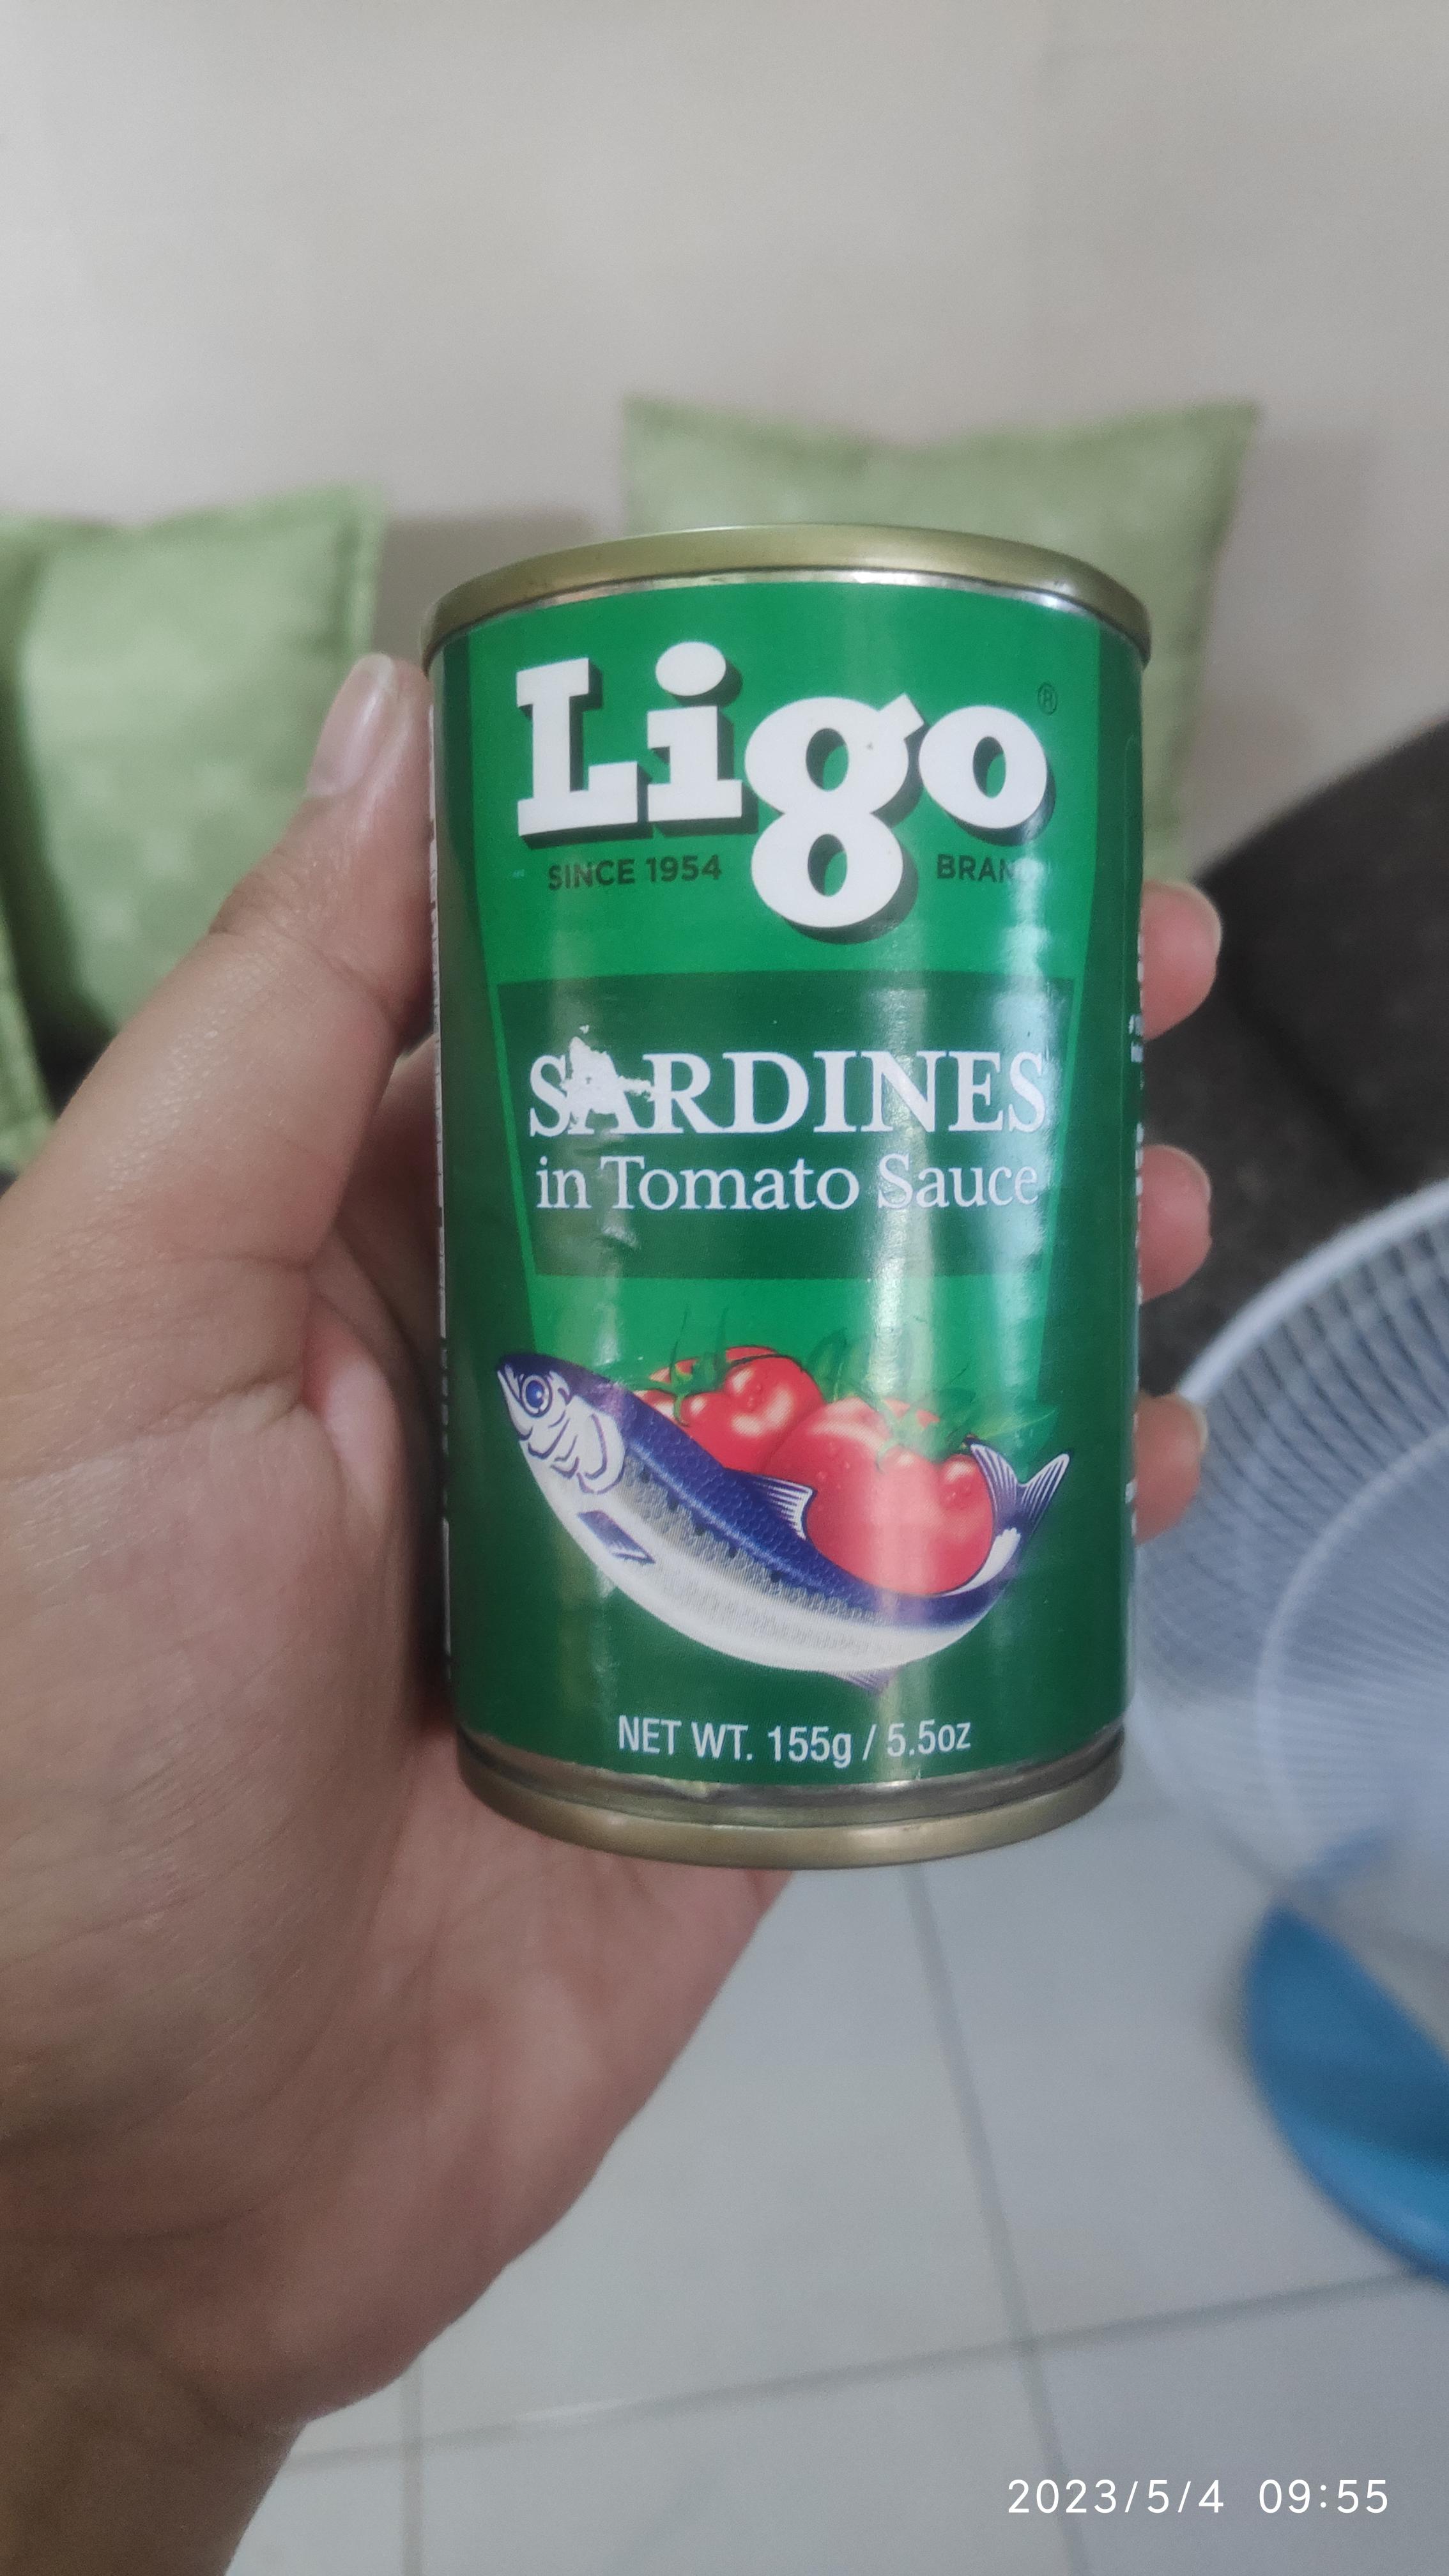 Ligo ®
SINCE 1954 BRAND
SARDINES
in Tomato Sauce
NET WT. 155g / 5.5oz
2023/5/4 09:55